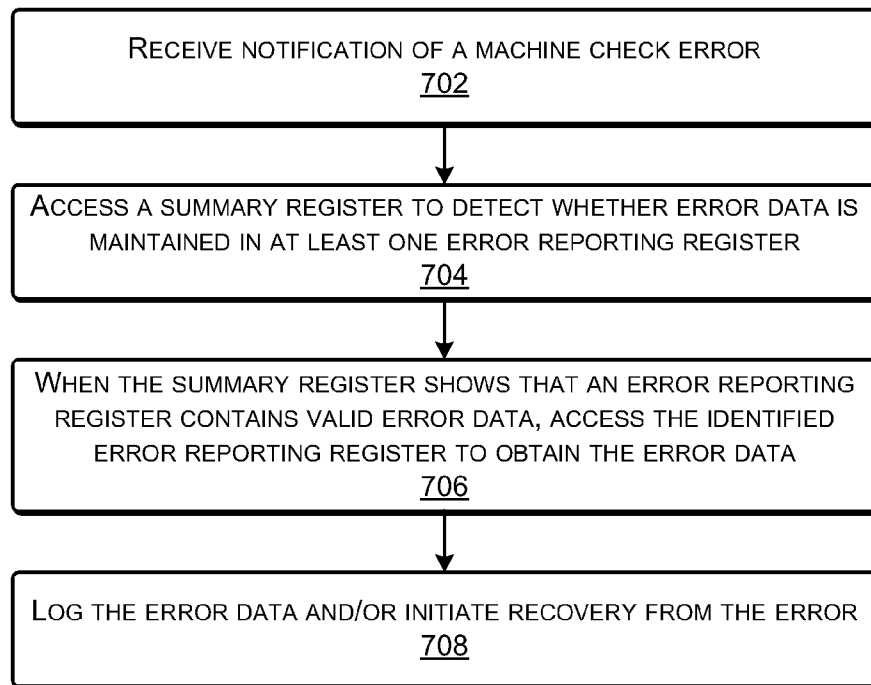 RECEIVE NOTIFICATION OF A MACHINE CHECK ERROR
702
ACCESS A SUMMARY REGISTER TO DETECT WHETHER ERROR DATA IS
MAINTAINED IN AT LEAST ONE ERROR REPORTING REGISTER
704
WHEN THE SUMMARY REGISTER SHOWS THAT AN ERROR REPORTING
REGISTER CONTAINS VALID ERROR DATA, ACCESS THE IDENTIFIED
ERROR REPORTING REGISTER TO OBTAIN THE ERROR DATA
706
LOG THE ERROR DATA AND/OR INITIATE RECOVERY FROM THE ERROR
708